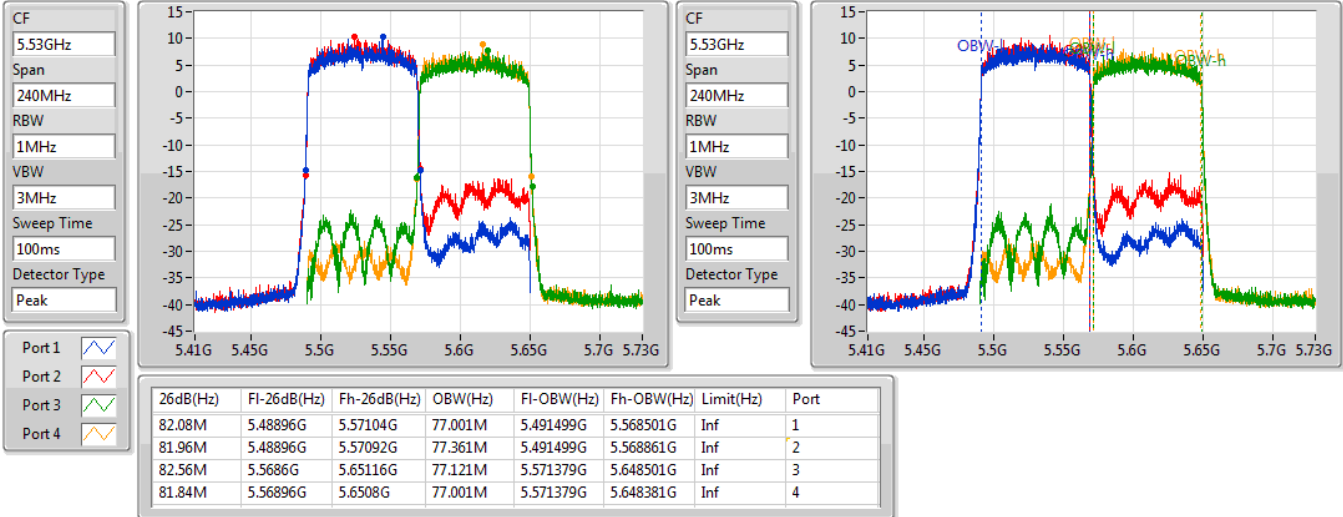 CF
5.53GHz
Span
240MHz
RBW
1MHz
VBW
3MHz
Sweep Time
100ms
Detector Type
Peak
Port 1
Port 2
Port 3
Port 4
15
10
5
0
-5
-10
-15
-20
-25
-30
-35
-40
-45
5.41G 5.45G 5.5G 5.55G 5.6G 5.65G 5.7G 5.73G
CF
5.53GHz
Span
240MHz
RBW
1MHz
VBW
3MHz
Sweep Time
100ms
Detector Type
Peak
15
10
5
0
-5
-10
-15
-20
-25
-30
-35
-40
-45
OBW-h
5.41G 5.45G 5.5G 5.55G 5.6G 5.65G 5.7G 5.73G
26dB(Hz) Fl-26dB(Hz) Fh-26dB(Hz) OBW(Hz) Fl-OBW(Hz) Fh-OBW(Hz) Limit(Hz) Port
82.08M 5.48896G 5.57104G 77.001M 5.491499G 5.568501G Inf 1
81.96M 5.48896G 5.57092G 77.361M 5.491499G 5.568861G Inf 2
82.56M 5.5686G 5.65116G 77.121M 5.571379G 5.648501G Inf 3
81.84M 5.56896G 5.6508G 77.001M 5.571379G 5.648381G Inf 4